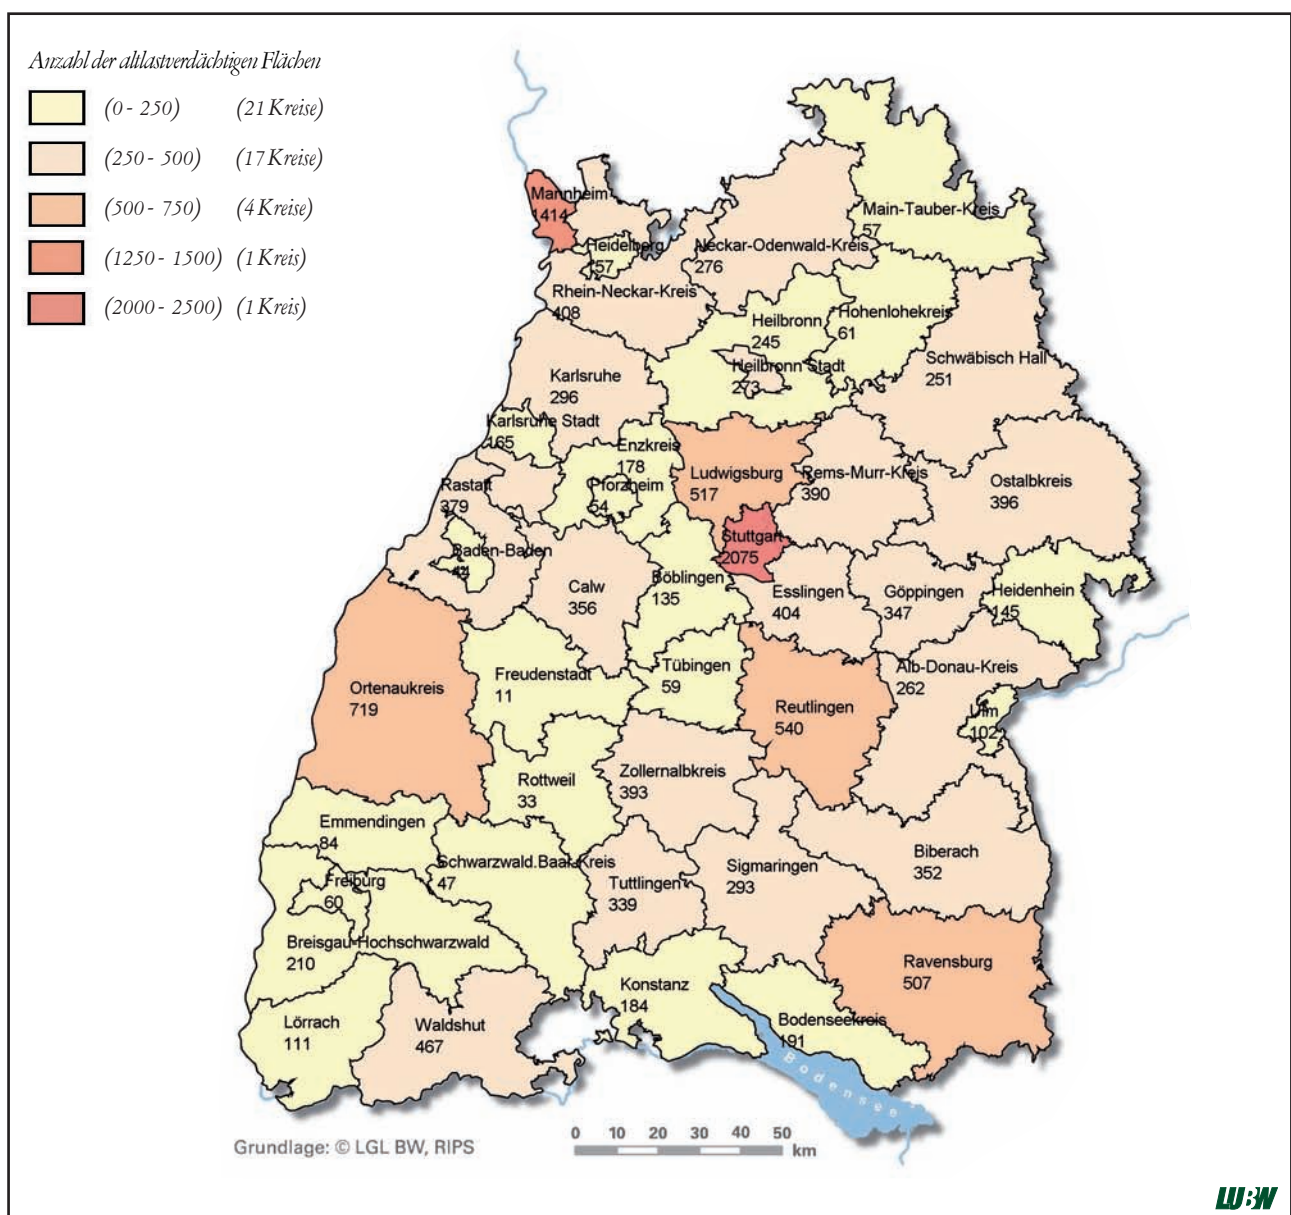 Anzahl der altlastverdächtigen Flächen
(0 - 250) (21 Kreise)
(250 - 500) (17 Kreise)
(500 - 750) (4 Kreise)
(1250 - 1500) (1 Kreis)
(2000 - 2500) (1 Kreis)
Mannheim
1414
Main-Tauber-Kreis
57
Heidelberg
57
Neckar-Odenwald-Kreis
276
Rhein-Neckar-Kreis
408
Heilbronn
245
Hohenlohekreis
61
Heilbronn Stadt
273
Schwäbisch Hall
251
Karlsruhe
296
Karlsruhe Stadt
165
Enzkreis
178
Pforzheim
54
Ludwigsburg
517
Rems-Murr-Kreis
390
Ostalbkreis
396
Rastatt
379
Baden-Baden
44
Stuttgart
2075
Calw
356
Böblingen
135
Esslingen
404
Göppingen
347
Heidenheim
145
Ortenaukreis
719
Freudenstadt
11
Tübingen
59
Reutlingen
540
Alb-Donau-Kreis
262
Ulm
102
Rottweil
33
Zollernalbkreis
393
Emmendingen
84
Schwarzwald.Baar-Kreis
47
Freiburg
60
Tuttlingen
339
Sigmaringen
293
Biberach
352
Breisgau-Hochschwarzwald
210
Ravensburg
507
Konstanz
184
Bodenseekreis
191
Lörrach
111
Waldshut
467
Bodensee
Grundlage: © LGL BW, RIPS
0 10 20 30 40 50
km
LUBW